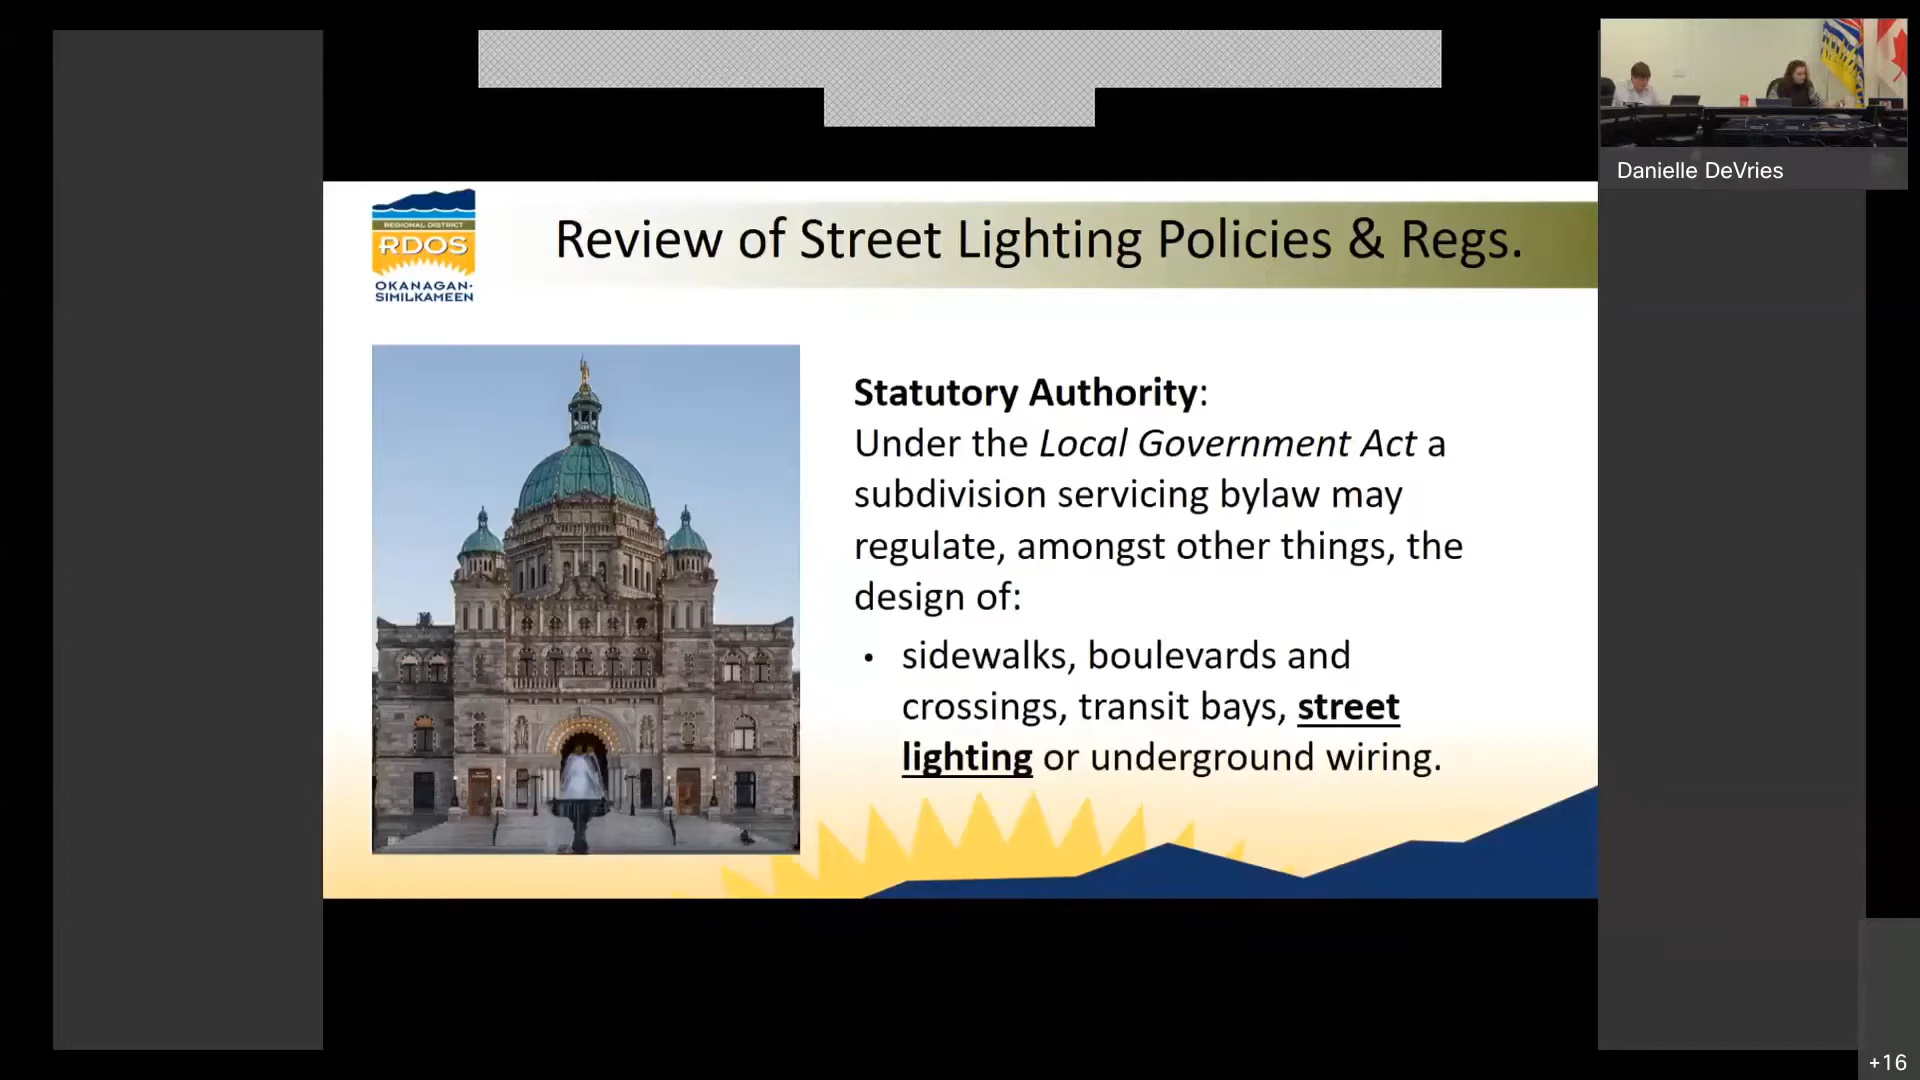 Danielle DeVries
REGIONAL DISTRICT
RDOS
OKANAGAN-
SIMILKAMEEN
Review of Street Lighting Policies & Regs.
Statutory Authority:
Under the Local Government Act a
subdivision servicing bylaw may
regulate, amongst other things, the
design of:
• sidewalks, boulevards and
crossings, transit bays, street
lighting or underground wiring.
+16